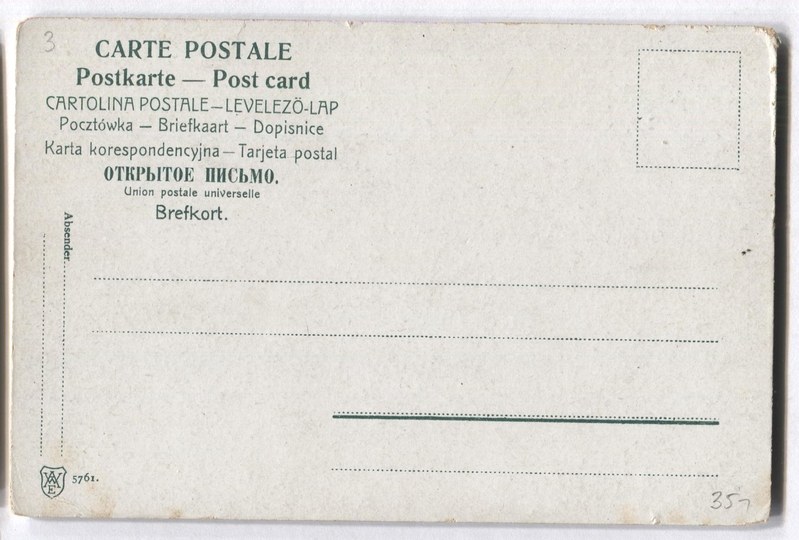 3
CARTE POSTALE
Postkarte — Post card
CARTOLINA POSTALE — LEVELEZÖ-LAP
Pocztówka — Briefkaart — Dopisnice
Karta korespondencyjna — Tarjeta postal
ОТКРЫТОЕ ПИСЬМО.
Union postale universelle
Brefkort.
Absender.
5761.
35